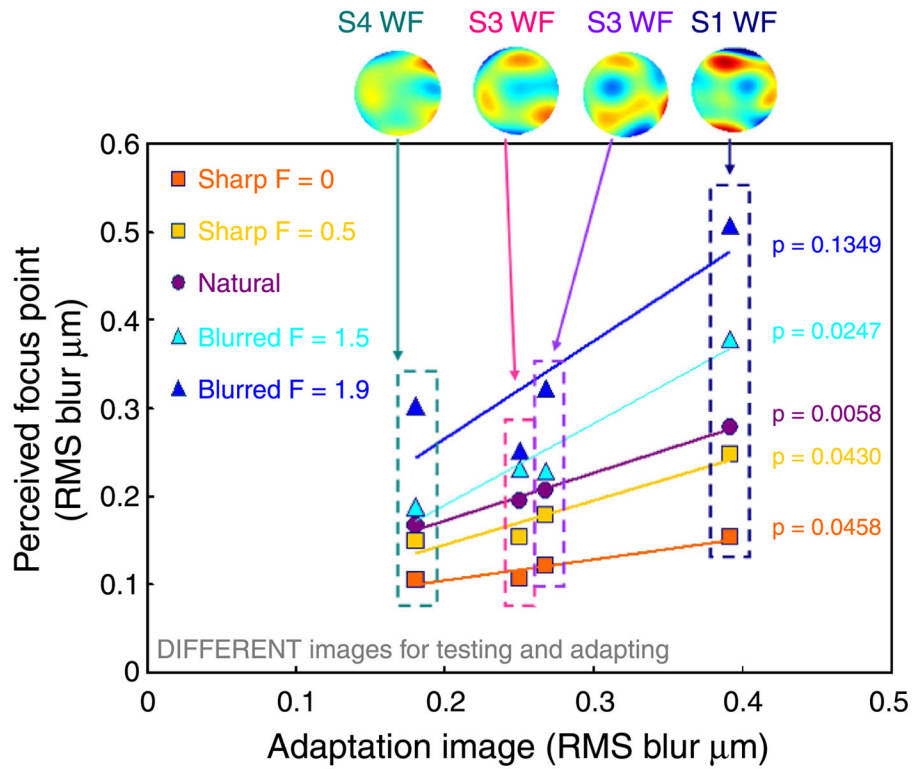 S4 WF S3 WF S3 WF S1 WF
0.6
Sharp F = 0
Sharp F = 0.5
0.5
p = 0.1349
Natural
0.4
Blurred F = 1.5
p = 0.0247
Blurred F = 1.9
0.3
p = 0.0058
p = 0.0430
0.2
p = 0.0458
0.1
DIFFERENT images for testing and adapting
0
Perceived focus point
(RMS blur μm)
0 0.1 0.2 0.3 0.4 0.5
Adaptation image (RMS blur μm)